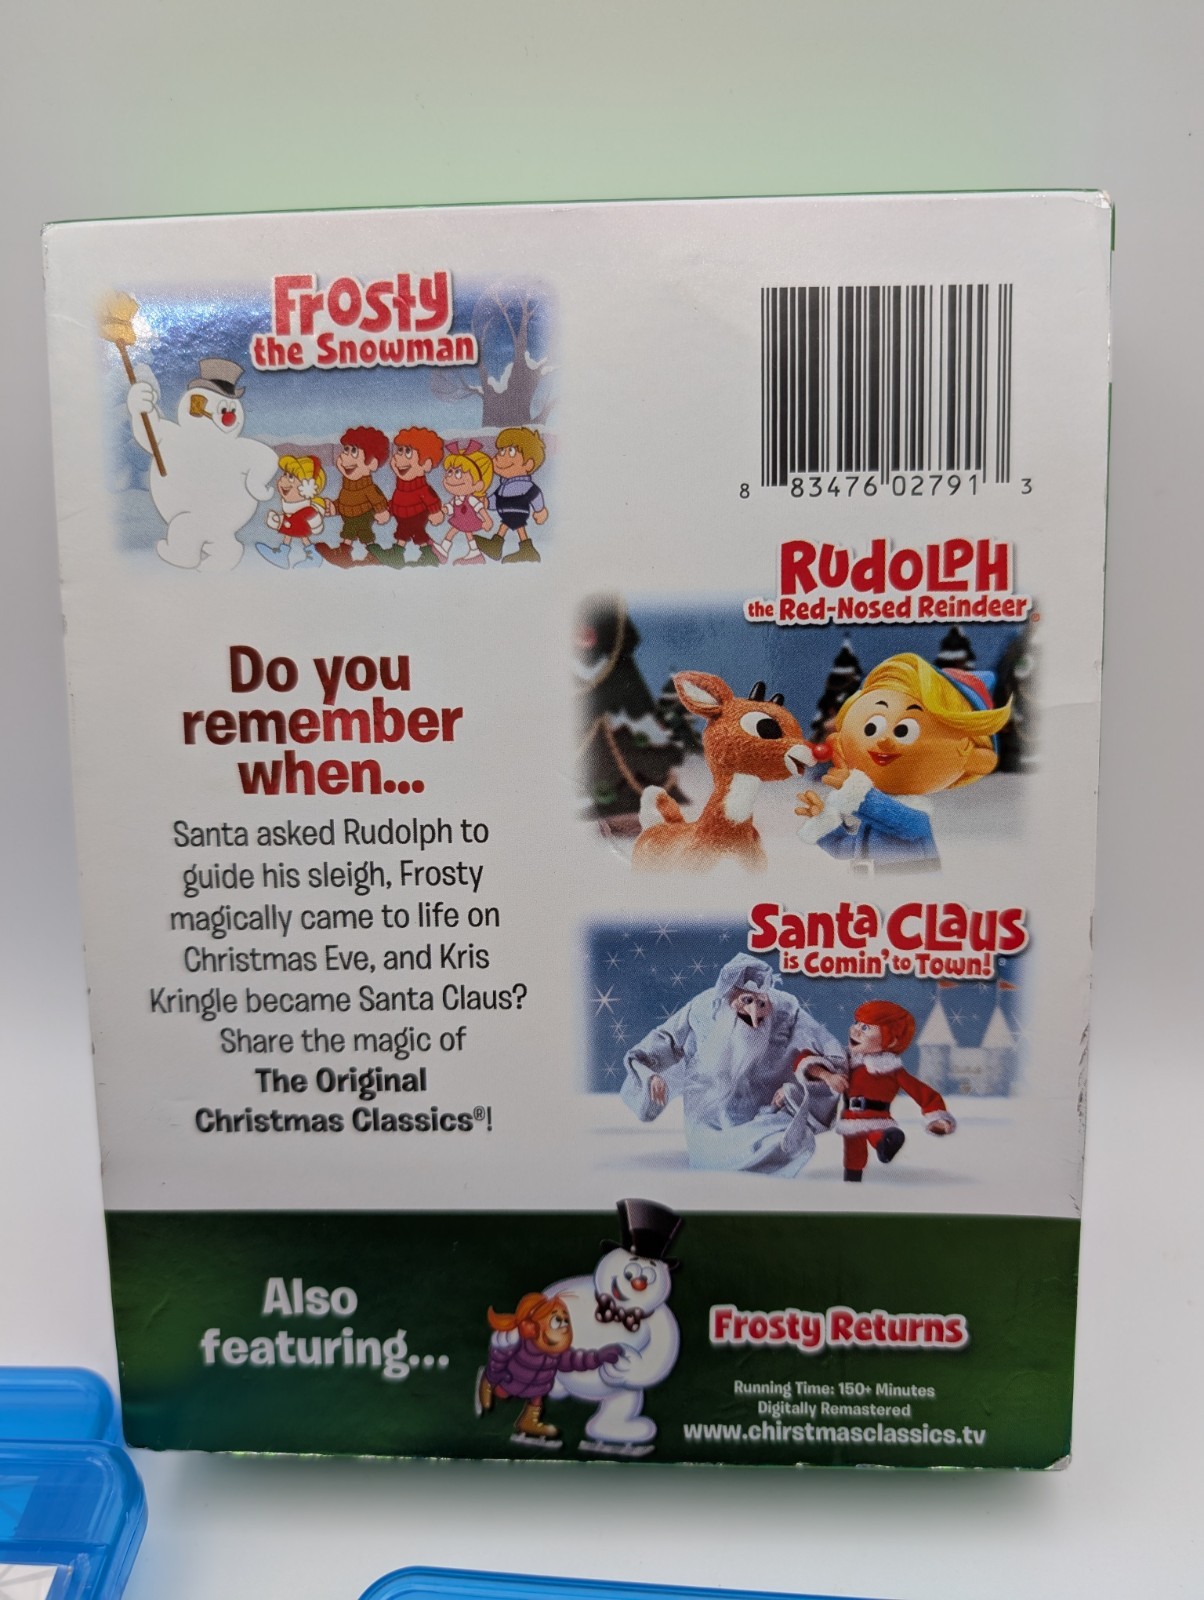 Frosty
the Snowman
8 83476 02791 3
RUdOLPH
the Red-Nosed Reindeer®
Do you
remember
when...
Santa asked Rudolph to
guide his sleigh, Frosty
magically came to life on
Christmas Eve, and Kris
Kringle became Santa Claus?
Share the magic of
The Original
Christmas Classics®!
Santa CLaus
is Comin' to Town!®
Also
featuring...
Frosty Returns
Running Time: 150+ Minutes
Digitally Remastered
www.chirstmasclassics.tv